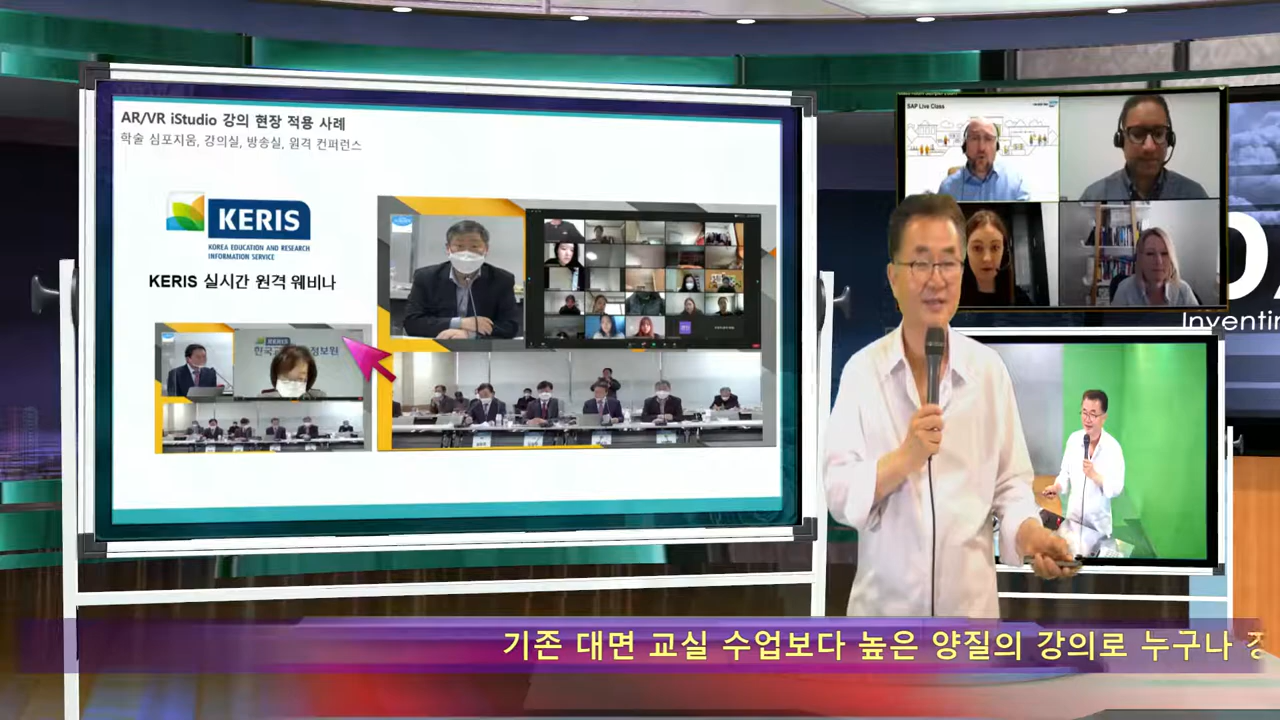 AR/VR iStudio 강의 현장 적용 사례
학술 심포지움, 강의실, 방송실, 원격 컨퍼런스
KERIS
KOREA EDUCATION AND RESEARCH
INFORMATION SERVICE
KERIS 실시간 원격 웨비나
KERIS
SAP Live Class
Inventin
기존 대면 교실 수업보다 높은 양질의 강의로 누구나